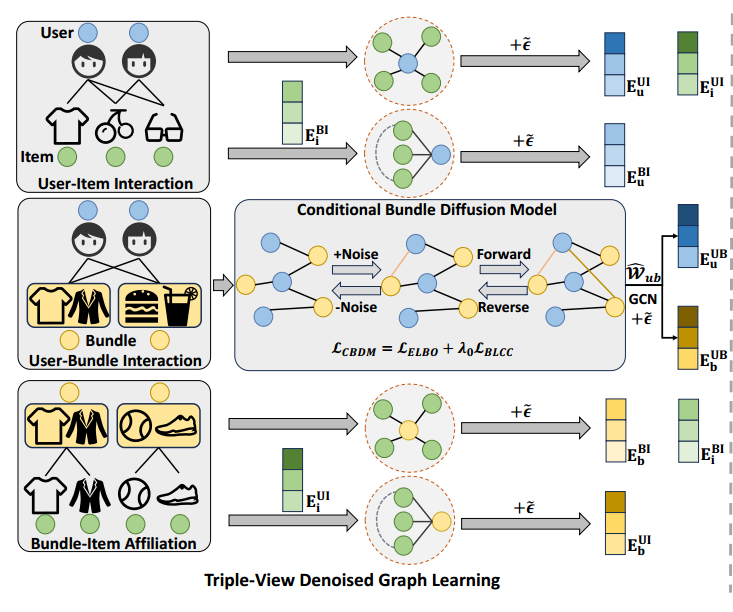 User
Item
User-Item Interaction
E_i^BI
+ϵ̃
E_u^UI
E_i^UI
+ϵ̃
E_u^BI
Bundle
User-Bundle Interaction
Conditional Bundle Diffusion Model
+Noise
-Noise
Forward
Reverse
ℒ_CBDM = ℒ_ELBO + λ_0ℒ_BLCC
Ŵ_ub
GCN
+ϵ̃
E_u^UB
E_b^UB
Bundle-Item Affiliation
E_i^UI
+ϵ̃
E_b^BI
E_i^BI
+ϵ̃
E_b^UI
Triple-View Denoised Graph Learning